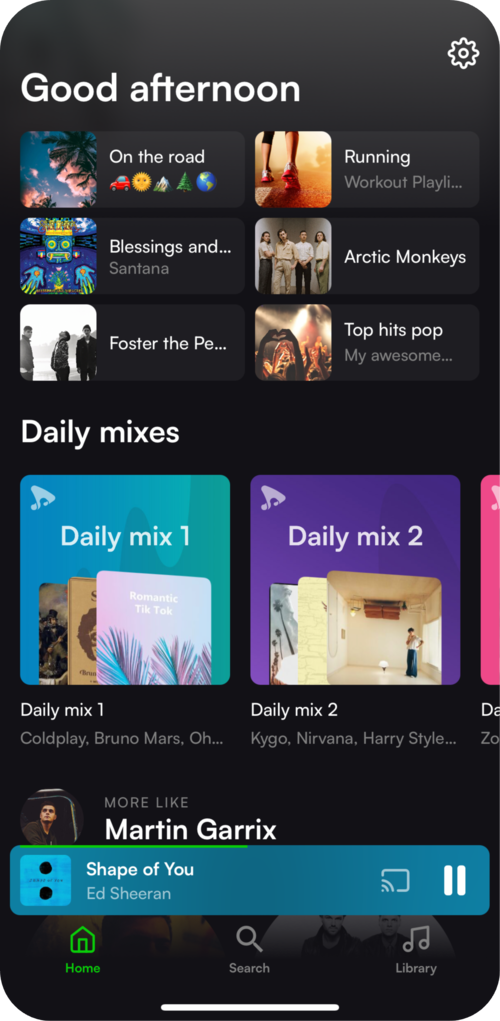 Good afternoon
On the road
🚗🌞🏔️🌲🌎
Running
Workout Playli...
Blessings and...
Santana
Arctic Monkeys
Foster the Pe...
Top hits pop
My awesome...
Daily mixes
Daily mix 1
Romantic
Tik Tok
Daily mix 2
Daily mix 1
Coldplay, Bruno Mars, Oh...
Daily mix 2
Kygo, Nirvana, Harry Style...
Da
Zo
MORE LIKE
Martin Garrix
Shape of You
Ed Sheeran
Home
Search
Library